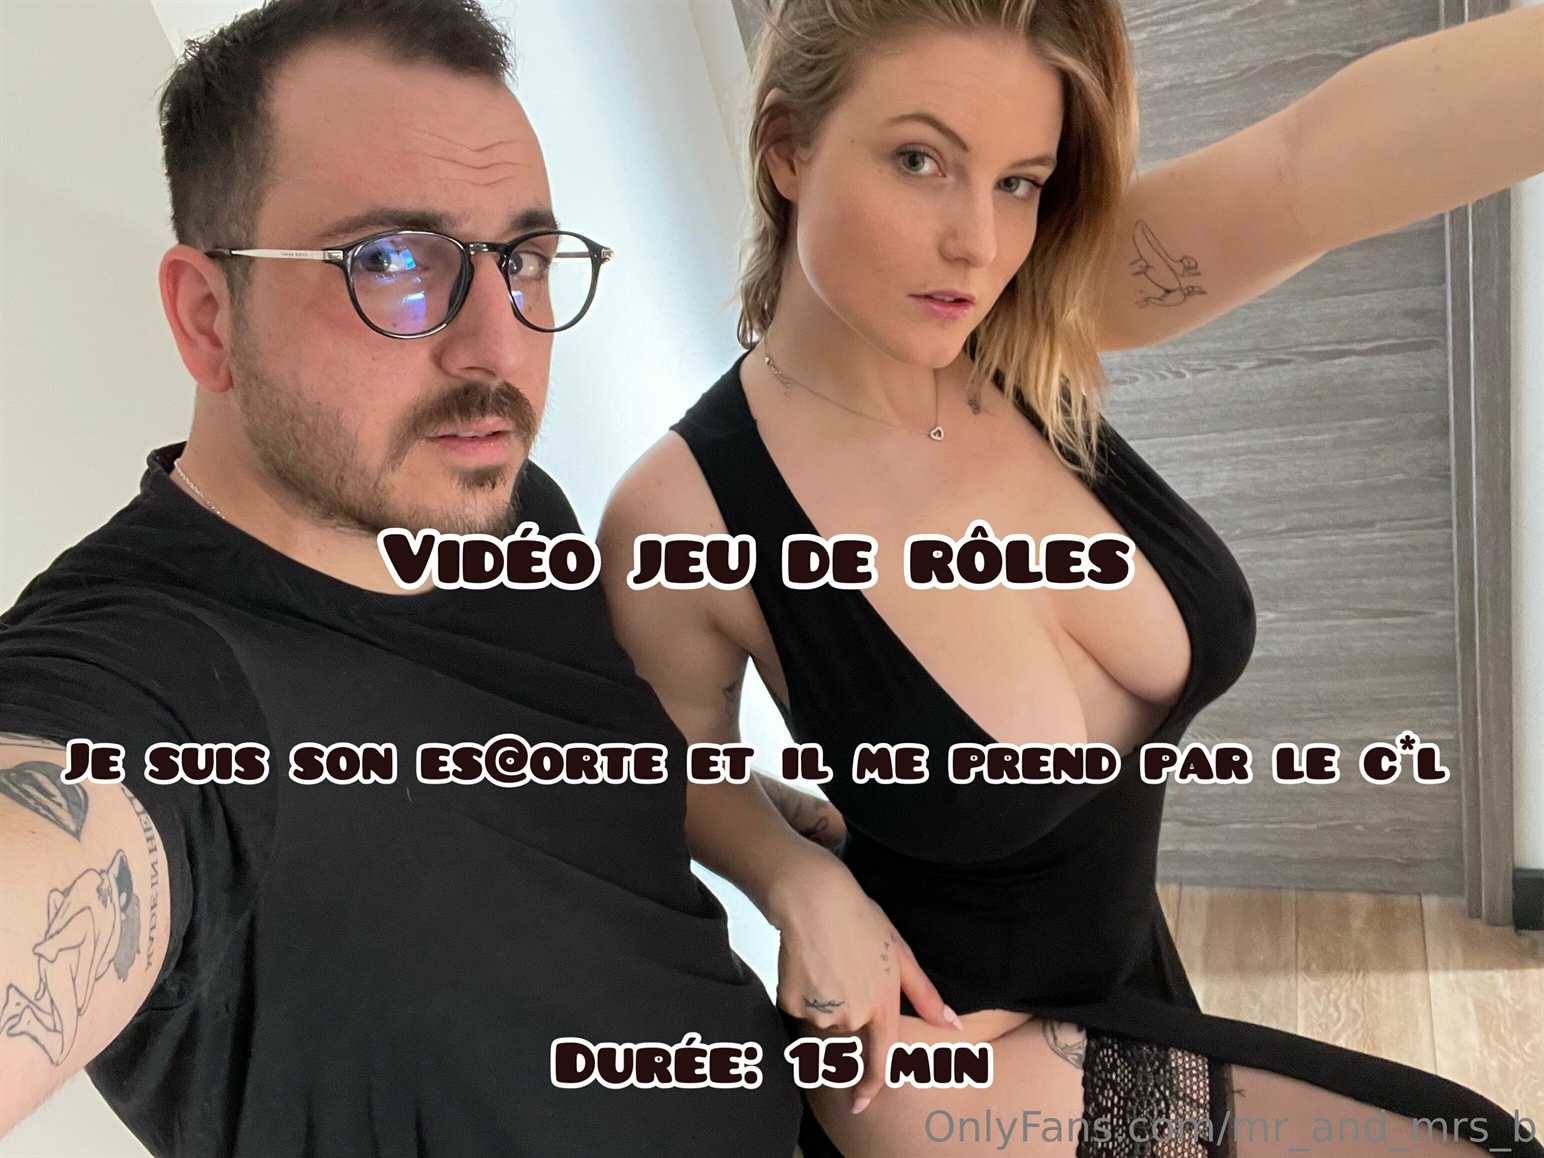 Vidéo jeu de rôles
Je suis son es@orte et il me prend par le c*l
Durée: 15 min
OnlyFans.com/mr_and_mrs_b